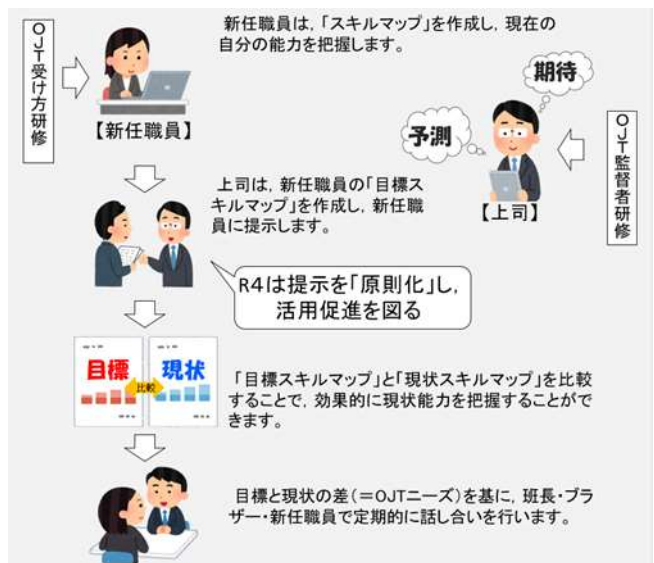 OJT受け方研修
新任職員は，「スキルマップ」を作成し，現在の
自分の能力を把握します。
【新任職員】
期待
予測
【上司】
OJT監督者研修
上司は，新任職員の「目標ス
キルマップ」を作成し，新任職
員に提示します。
R4は提示を「原則化」し，
活用促進を図る
目標
比較
現状
「目標スキルマップ」と「現状スキルマップ」を比較
することで，効果的に現状能力を把握することがで
きます。
目標と現状の差（＝OJTニーズ）を基に，班長・ブラ
ザー・新任職員で定期的に話し合いを行います。